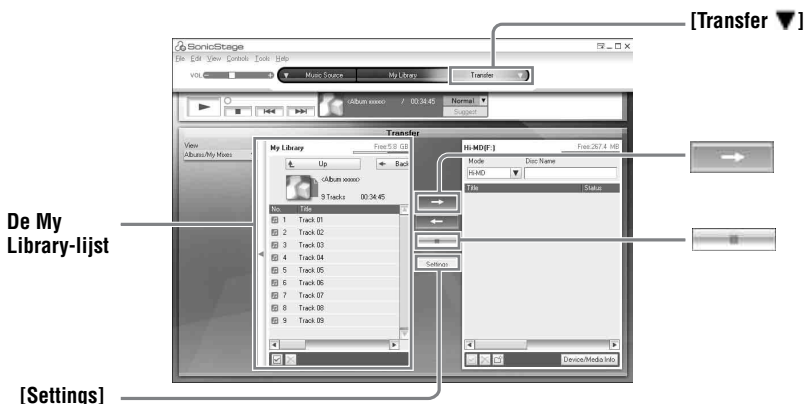 [Transfer ▼]
SonicStage
File Edit View Controls Tools Help
VOL
Music Source My Library Transfer
<Album xxxxx> / 00:34:45 Normal
Suggest
Transfer
View
Albums/My Mixes
My Library Free:5.8 GB
Up Back
<Album xxxxx>
9 Tracks 00:34:45
No. Title
1 Track 01
2 Track 02
3 Track 03
4 Track 04
5 Track 05
6 Track 06
7 Track 07
8 Track 08
9 Track 09
Settings
Hi-MD(F:) Free:267.4 MB
Mode Disc Name
Hi-MD
Title Status
Device/Media Info
De My
Library-lijst
[Settings]